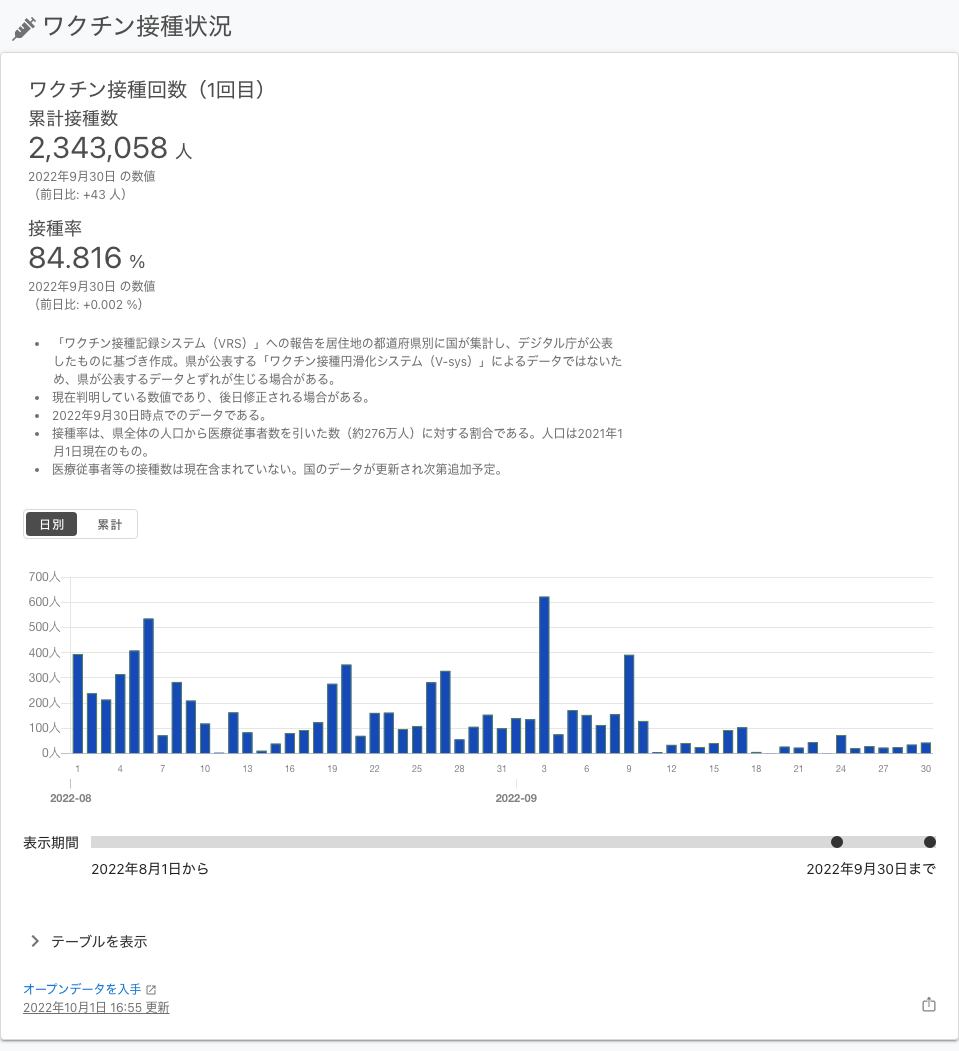 ワクチン接種状況
ワクチン接種回数（1回目）
累計接種数
2,343,058 人
2022年9月30日 の数値
（前日比: +43 人）
接種率
84.816 %
2022年9月30日 の数値
（前日比: +0.002 %）
• 「ワクチン接種記録システム（VRS）」への報告を居住地の都道府県別に国が集計し、デジタル庁が公表
したものに基づき作成。県が公表する「ワクチン接種円滑化システム（V-sys）」によるデータではないた
め、県が公表するデータとずれが生じる場合がある。
• 現在判明している数値であり、後日修正される場合がある。
• 2022年9月30日時点でのデータである。
• 接種率は、県全体の人口から医療従事者数を引いた数（約276万人）に対する割合である。人口は2021年1
月1日現在のもの。
• 医療従事者等の接種数は現在含まれていない。国のデータが更新され次第追加予定。
日別 累計
700人
600人
500人
400人
300人
200人
100人
0人
1 4 7 10 13 16 19 22 25 28 31 3 6 9 12 15 18 21 24 27 30
2022-08 2022-09
表示期間
2022年8月1日から 2022年9月30日まで
テーブルを表示
オープンデータを入手
2022年10月1日 16:55 更新